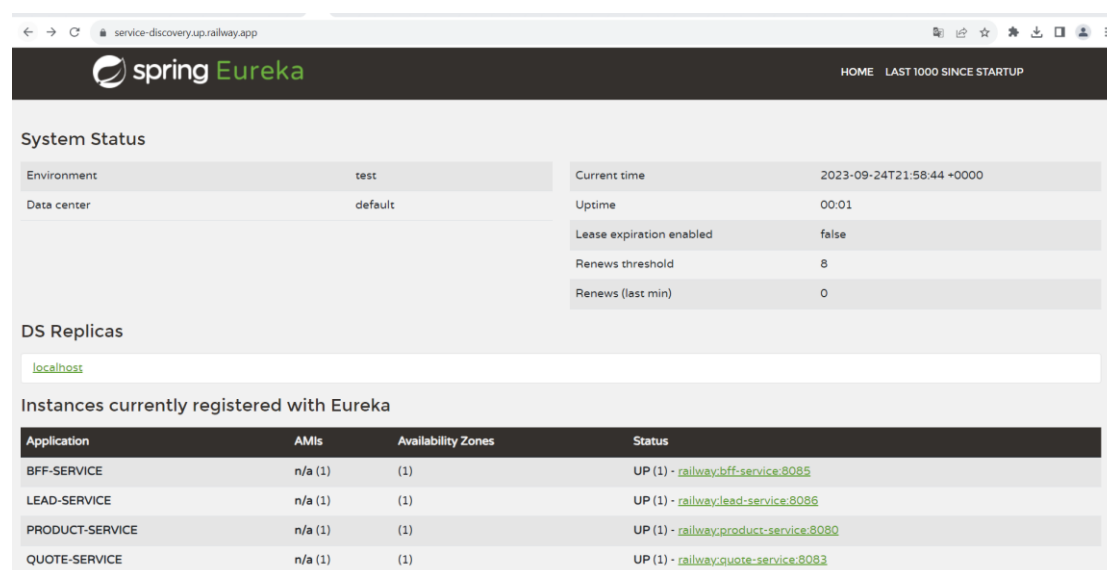 service-discovery.up.railway.app
spring Eureka
HOME LAST 1000 SINCE STARTUP
System Status
Environment test
Data center default
Current time 2023-09-24T21:58:44 +0000
Uptime 00:01
Lease expiration enabled false
Renews threshold 8
Renews (last min) 0
DS Replicas
localhost
Instances currently registered with Eureka
Application AMIs Availability Zones Status
BFF-SERVICE n/a (1) (1) UP (1) - railway:bff-service:8085
LEAD-SERVICE n/a (1) (1) UP (1) - railway:lead-service:8086
PRODUCT-SERVICE n/a (1) (1) UP (1) - railway:product-service:8080
QUOTE-SERVICE n/a (1) (1) UP (1) - railway:quote-service:8083